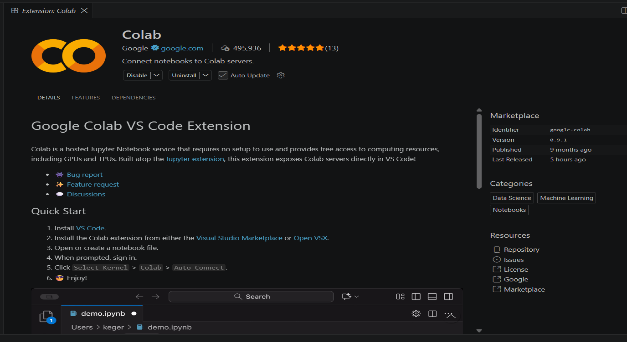 Extension: Colab
Colab
Google google.com 495,936 (13)
Connect notebooks to Colab servers
Disable Uninstall Auto Update
DETAILS FEATURES DEPENDENCIES
Google Colab VS Code Extension
Colab is a hosted Jupyter Notebook service that requires no setup to use and provides free access to computing resources,
including GPUs and TPUs. Built atop the Jupyter extension, this extension exposes Colab servers directly in VS Code!
Bug report
Feature request
Discussions
Quick Start
1. Install VS Code.
2. Install the Colab extension from either the Visual Studio Marketplace or Open VSX.
3. Open or create a notebook file.
4. When prompted, sign in.
5. Click Select Kernel > Colab > Auto Connect.
6. Enjoy!
Search
demo.ipynb
1
Users > keger > demo.ipynb
Marketplace
Identifier google.colab
Version
Published 9 months ago
Last Released 5 hours ago
Categories
Data Science Machine Learning
Notebooks
Resources
Repository
Issues
License
Google
Marketplace